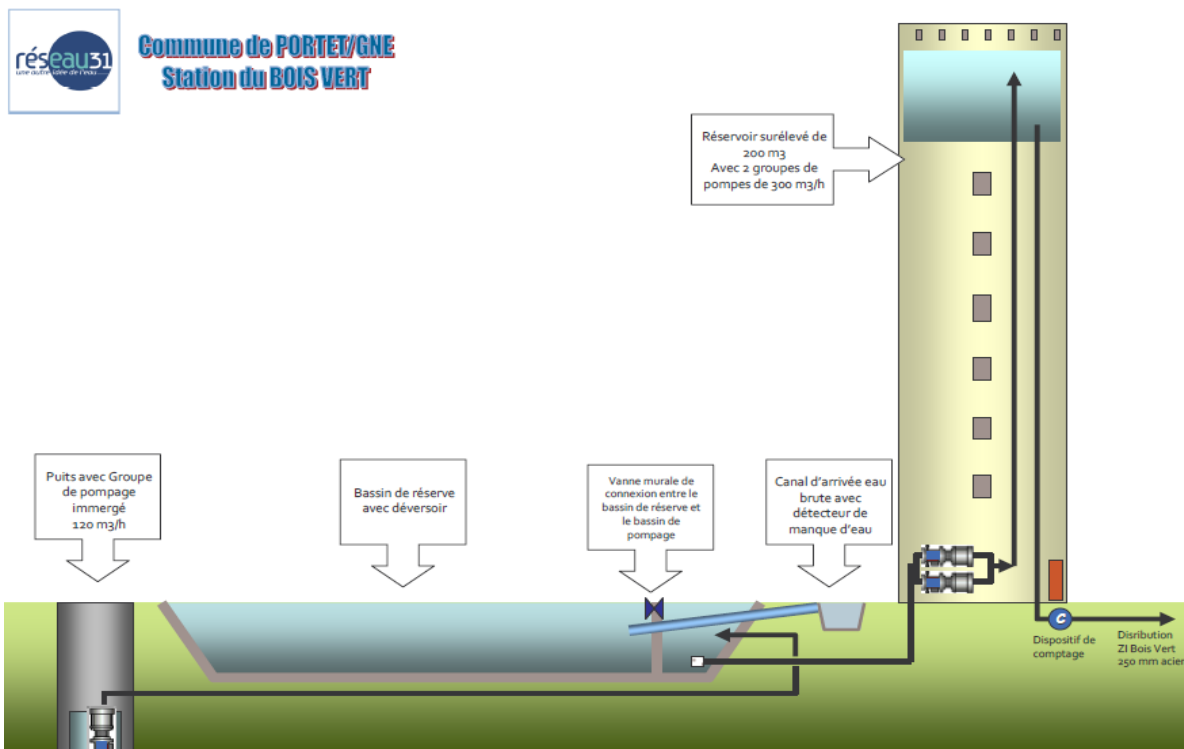 réseau31
une autre idée de l'eau......
Commune de PORTET/GNE
Station du BOIS VERT
Réservoir surélevé de
200 m3
Avec 2 groupes de
pompes de 300 m3/h
Puits avec Groupe
de pompage
immergé
120 m3/h
Bassin de réserve
avec déversoir
Vanne murale de
connexion entre le
bassin de réserve et
le bassin de
pompage
Canal d'arrivée eau
brute avec
détecteur de
manque d'eau
C
Dispositif de
comptage
Disribution
ZI Bois Vert
250 mm acier